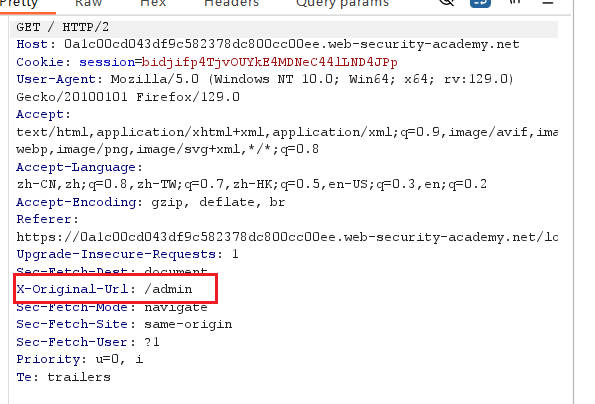 Pretty Raw Hex Headers Query params
GET / HTTP/2
Host: 0a1c00cd043df9c582378dc800cc00ee.web-security-academy.net
Cookie: session=bidjifp4TjvOUYkE4MDNeC44lLND4JPp
User-Agent: Mozilla/5.0 (Windows NT 10.0; Win64; x64; rv:129.0)
Gecko/20100101 Firefox/129.0
Accept:
text/html,application/xhtml+xml,application/xml;q=0.9,image/avif,ima
webp,image/png,image/svg+xml,*/*;q=0.8
Accept-Language:
zh-CN,zh;q=0.8,zh-TW;q=0.7,zh-HK;q=0.5,en-US;q=0.3,en;q=0.2
Accept-Encoding: gzip, deflate, br
Referer:
https://0a1c00cd043df9c582378dc800cc00ee.web-security-academy.net/lo
Upgrade-Insecure-Requests: 1
Sec-Fetch-Dest: document
X-Original-Url: /admin
Sec-Fetch-Mode: navigate
Sec-Fetch-Site: same-origin
Sec-Fetch-User: ?1
Priority: u=0, i
Te: trailers